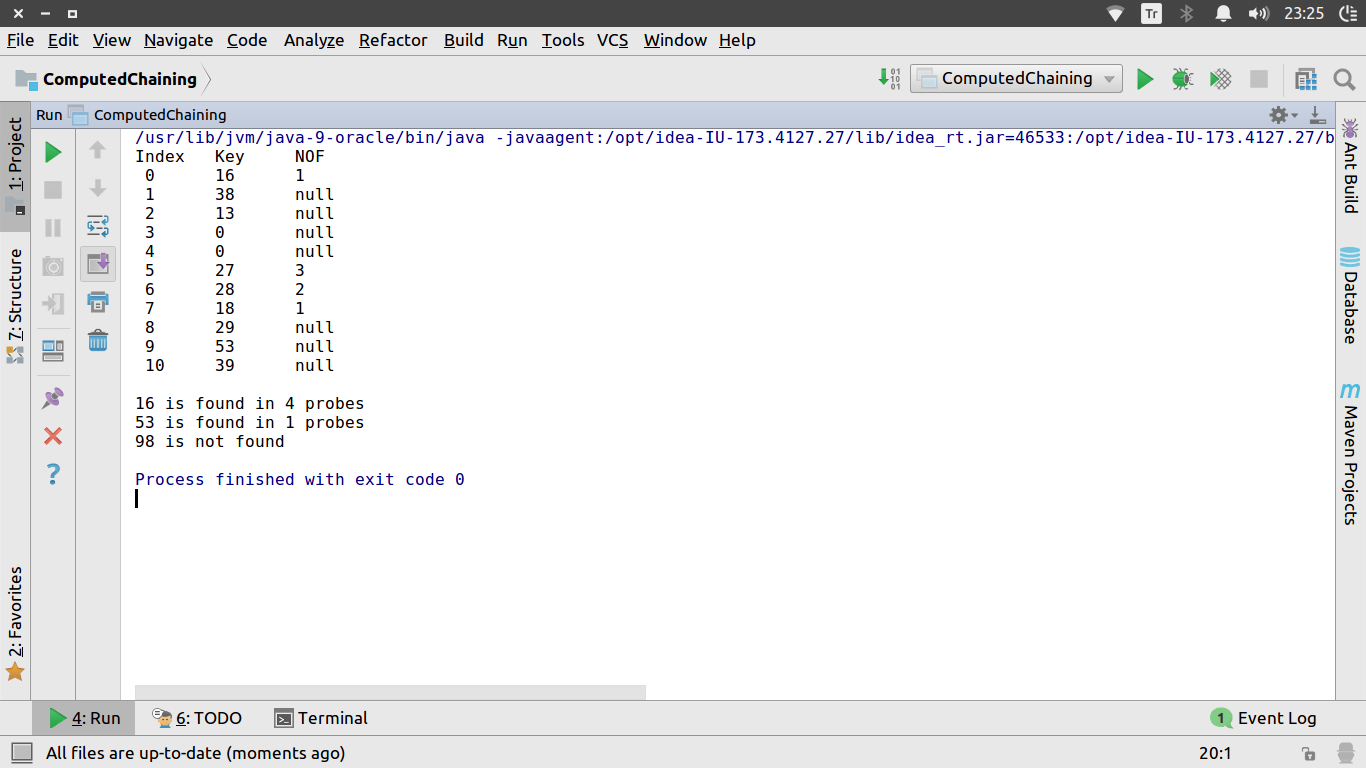 Tr 23:25
File Edit View Navigate Code Analyze Refactor Build Run Tools VCS Window Help
ComputedChaining
01 10 01
ComputedChaining
Run ComputedChaining
1: Project
7: Structure
2: Favorites
/usr/lib/jvm/java-9-oracle/bin/java -javaagent:/opt/idea-IU-173.4127.27/lib/idea_rt.jar=46533:/opt/idea-IU-173.4127.27/b
Index Key NOF
0 16 1
1 38 null
2 13 null
3 0 null
4 0 null
5 27 3
6 28 2
7 18 1
8 29 null
9 53 null
10 39 null
16 is found in 4 probes
53 is found in 1 probes
98 is not found
Process finished with exit code 0
?
Ant Build
Database
m Maven Projects
4: Run 6: TODO Terminal 1 Event Log
All files are up-to-date (moments ago) 20:1